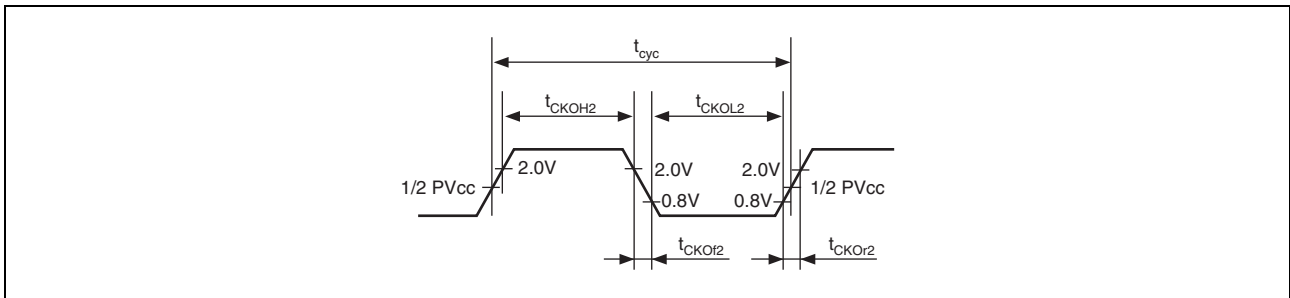 tcyc
tCKOH2 tCKOL2
2.0V 2.0V 2.0V
1/2 PVcc 1/2 PVcc
0.8V 0.8V
tCKOf2 tCKOr2